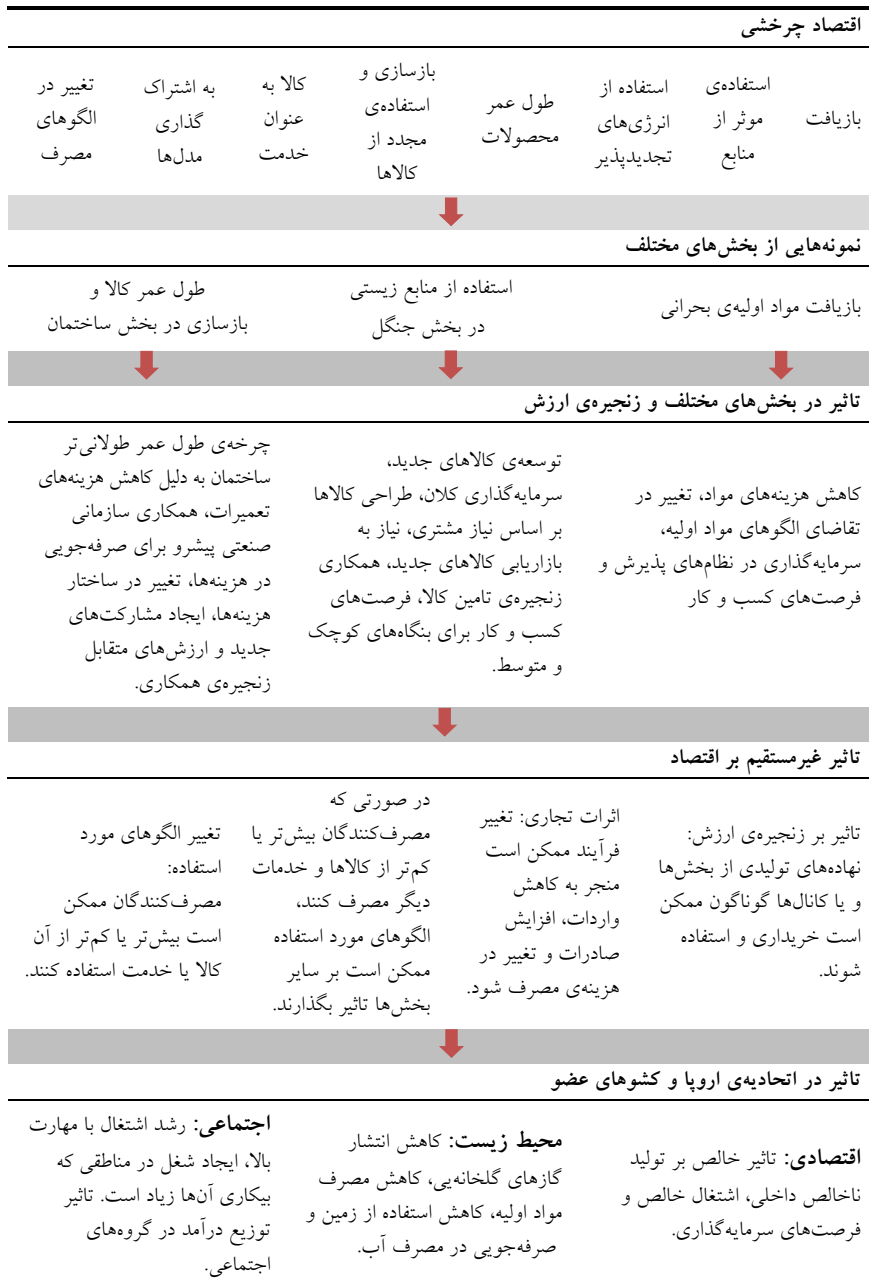 اقتصاد چرخشی
بازیافت
استفاده‌ی
موثر از
منابع
استفاده از
انرژی‌های
تجدیدپذیر
طول عمر
محصولات
بازسازی و
استفاده‌ی
مجدد از
کالاها
کالا به
عنوان
خدمت
به اشتراک
گذاری
مدل‌ها
تغییر در
الگوهای
مصرف
نمونه‌هایی از بخش‌های مختلف
بازیافت مواد اولیه‌ی بحرانی
استفاده از منابع زیستی
در بخش جنگل
طول عمر کالا و
بازسازی در بخش ساختمان
تاثیر در بخش‌های مختلف و زنجیره‌ی ارزش
کاهش هزینه‌های مواد، تغییر در
تقاضای الگوهای مواد اولیه،
سرمایه‌گذاری در نظام‌های پذیرش و
فرصت‌های کسب و کار
توسعه‌ی کالاهای جدید،
سرمایه‌گذاری کلان، طراحی کالاها
بر اساس نیاز مشتری، نیاز به
بازاریابی کالاهای جدید، همکاری
زنجیره‌ی تامین کالا، فرصت‌های
کسب و کار برای بنگاه‌های کوچک
و متوسط.
چرخه‌ی طول عمر طولانی‌تر
ساختمان به دلیل کاهش هزینه‌های
تعمیرات، همکاری سازمانی
صنعتی پیشرو برای صرفه‌جویی
در هزینه‌ها، تغییر در ساختار
هزینه‌ها، ایجاد مشارکت‌های
جدید و ارزش‌های متقابل
زنجیره‌ی همکاری.
تاثیر غیرمستقیم بر اقتصاد
تاثیر بر زنجیره‌ی ارزش:
نهاده‌های تولیدی از بخش‌ها
و یا کانال‌ها گوناگون ممکن
است خریداری و استفاده
شوند.
اثرات تجاری: تغییر
فرآیند ممکن است
منجر به کاهش
واردات، افزایش
صادرات و تغییر در
هزینه‌ی مصرف شود.
در صورتی که
مصرف‌کنندگان بیش‌تر یا
کم‌تر از کالاها و خدمات
دیگر مصرف کنند،
الگوهای مورد استفاده
ممکن است بر سایر
بخش‌ها تاثیر بگذارند.
تغییر الگوهای مورد
استفاده:
مصرف‌کنندگان ممکن
است بیش‌تر یا کم‌تر از آن
کالا یا خدمت استفاده کنند.
تاثیر در اتحادیه‌ی اروپا و کشوهای عضو
اقتصادی: تاثیر خالص بر تولید
ناخالص داخلی، اشتغال خالص و
فرصت‌های سرمایه‌گذاری.
محیط زیست: کاهش انتشار
گازهای گلخانه‌یی، کاهش مصرف
مواد اولیه، کاهش استفاده از زمین و
صرفه‌جویی در مصرف آب.
اجتماعی: رشد اشتغال با مهارت
بالا، ایجاد شغل در مناطقی که
بیکاری آن‌ها زیاد است. تاثیر
توزیع درآمد در گروه‌های
اجتماعی.